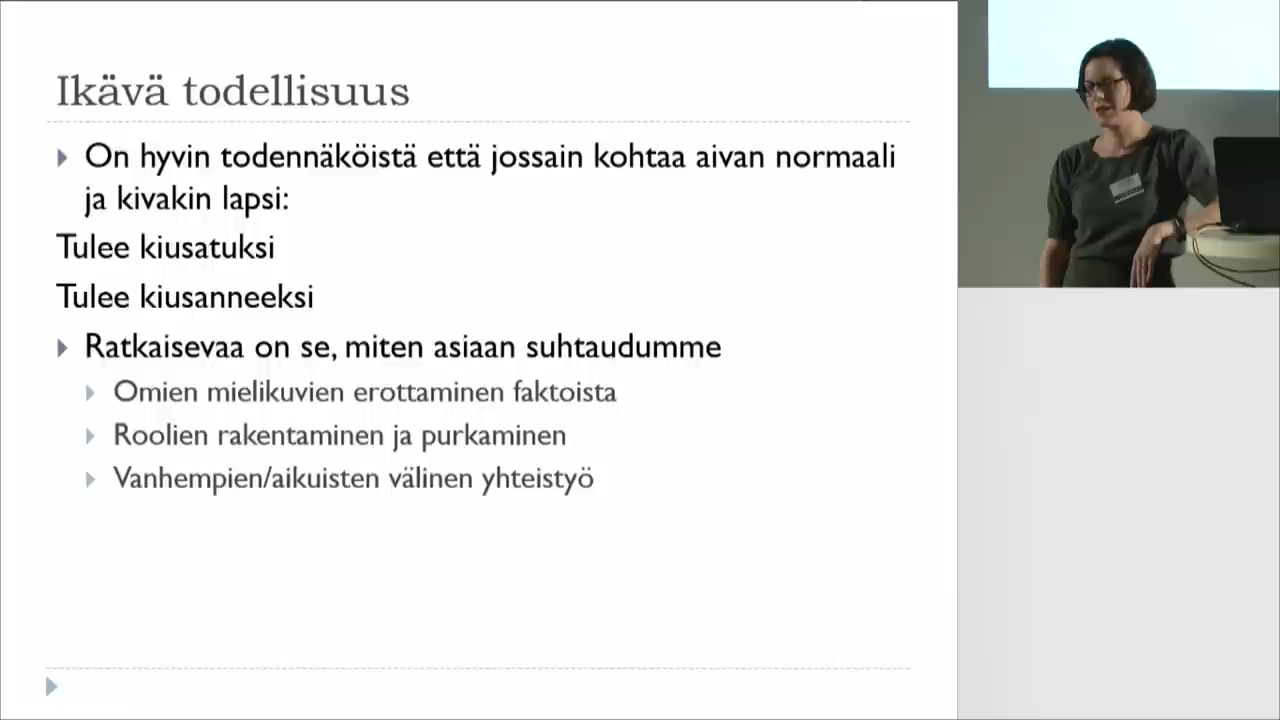 Ikävä todellisuus
On hyvin todennäköistä että jossain kohtaa aivan normaali
ja kivakin lapsi:
Tulee kiusatuksi
Tulee kiusanneeksi
Ratkaisevaa on se, miten asiaan suhtaudumme
Omien mielikuvien erottaminen faktoista
Roolien rakentaminen ja purkaminen
Vanhempien/aikuisten välinen yhteistyö